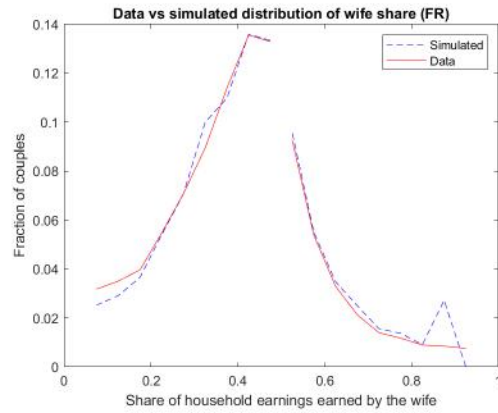 Data vs simulated distribution of wife share (FR)
0.14
0.12
0.1
0.08
0.06
0.04
0.02
0
Fraction of couples
Simulated
Data
0 0.2 0.4 0.6 0.8 1
Share of household earnings earned by the wife